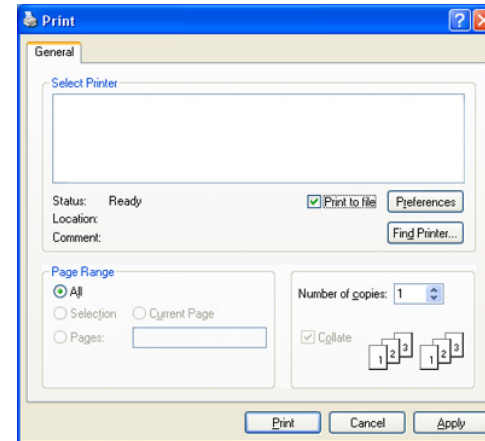 Print
General
Select Printer
Status: Ready
Location:
Comment:
Print to file
Preferences
Find Printer...
Page Range
All
Selection
Current Page
Pages:
Number of copies: 1
Collate
1 2 3 1 2 3
Print
Cancel
Apply